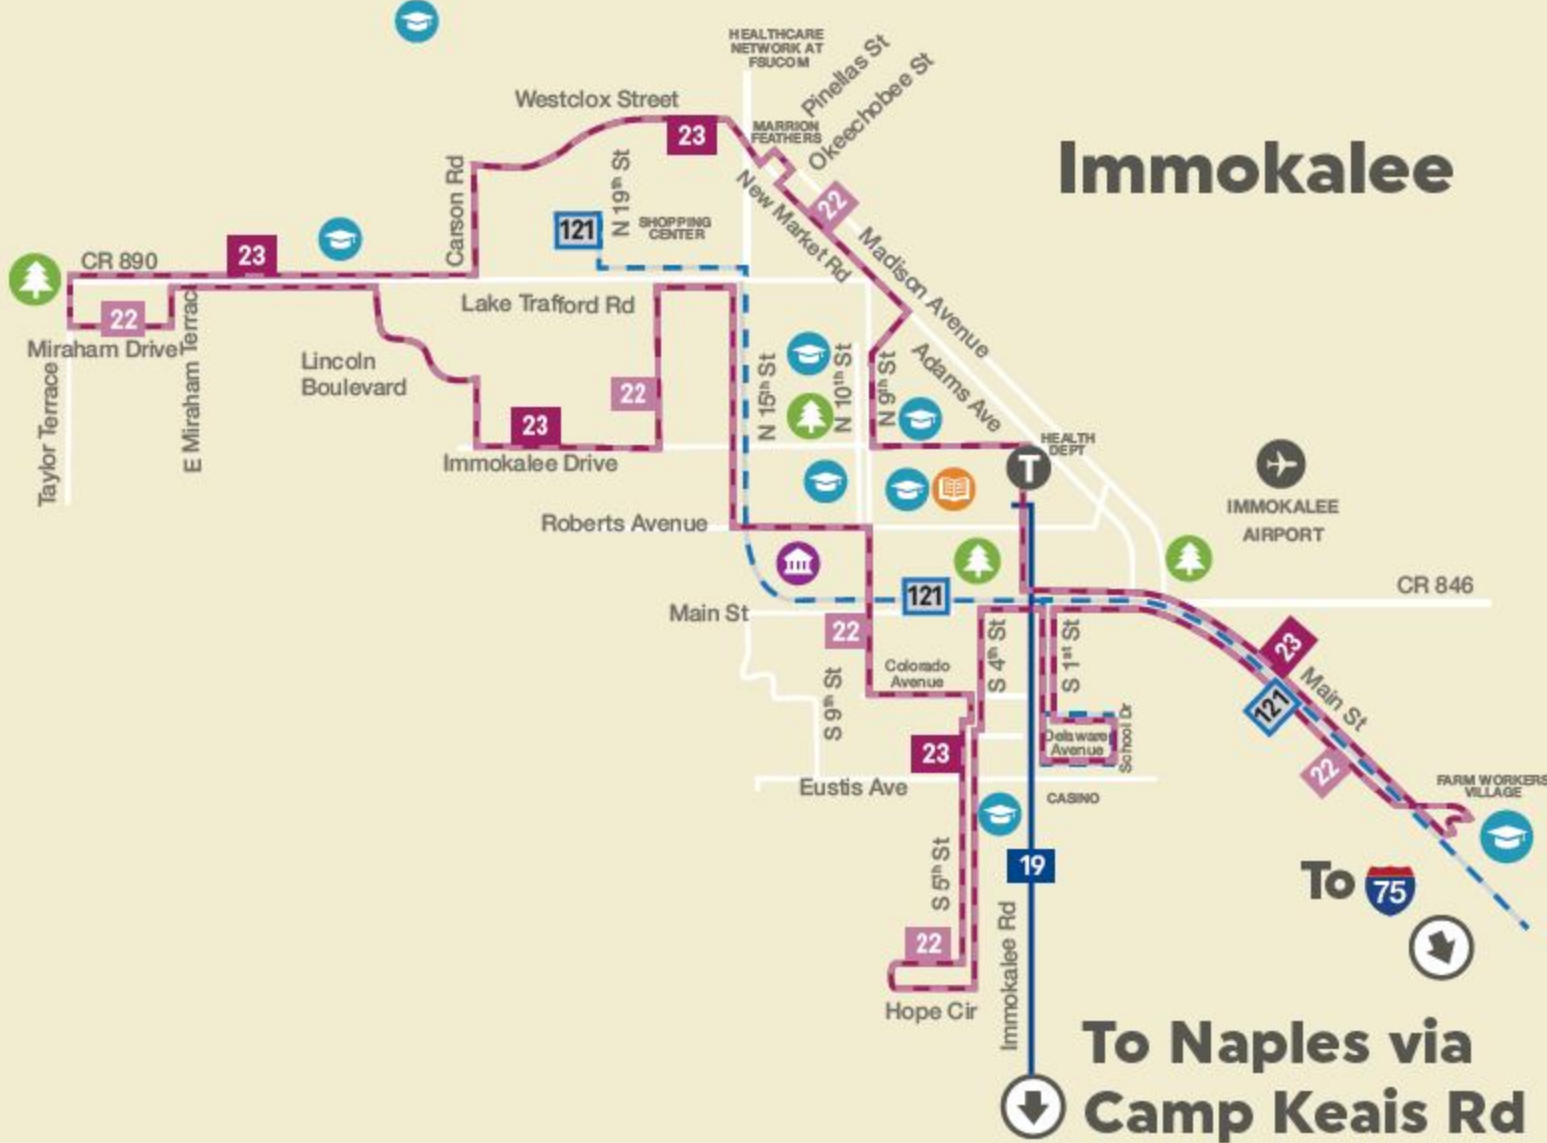 HEALTHCARE
NETWORK AT
FSUCOM
Pinellas St
Okeechobee St
Westclox Street
23
MARRION
FEATHERS
Immokalee
Carson Rd
N 19th St
121
SHOPPING
CENTER
New Market Rd
22
Madison Avenue
CR 890
23
Lake Trafford Rd
22
Miraham Drive
E Miraham Terrace
Taylor Terrace
Lincoln
Boulevard
22
23
Immokalee Drive
N 15th St
N 10th St
N 9th St
Adams Ave
HEALTH
DEPT
T
IMMOKALEE
AIRPORT
Roberts Avenue
121
CR 846
Main St
22
S 9th St
Colorado
Avenue
S 4th St
S 1st St
Delaware
Avenue
School Dr
23
121
Main St
22
23
Eustis Ave
CASINO
FARM WORKERS
VILLAGE
S 5th St
19
To 75
22
Hope Cir
Immokalee Rd
To Naples via
Camp Keais Rd